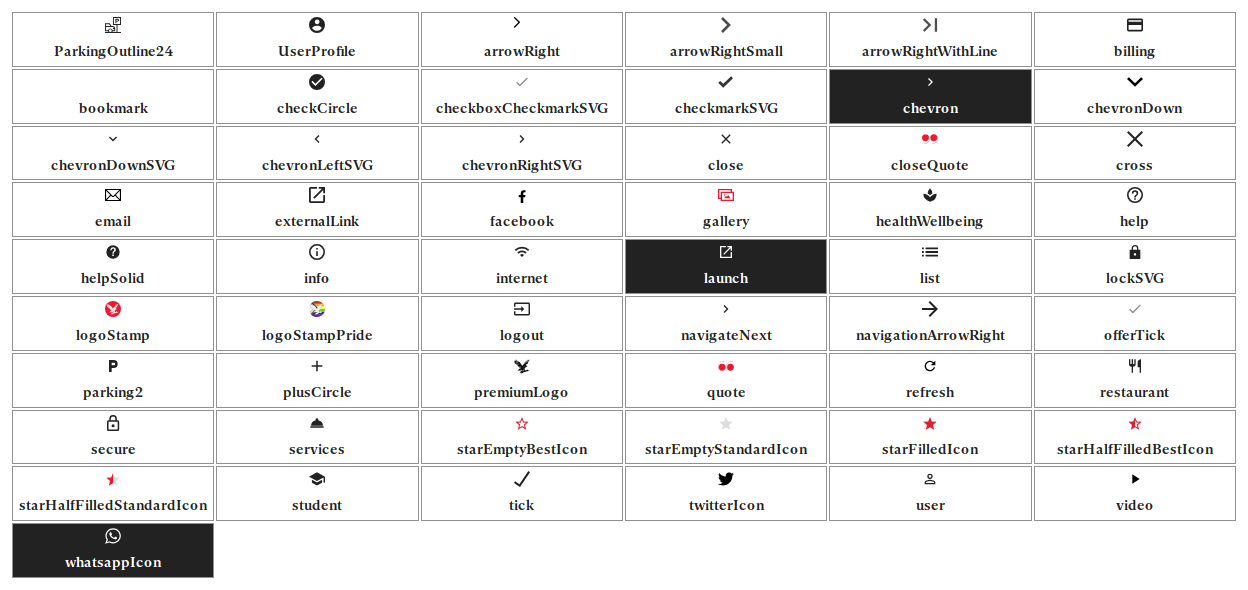 ParkingOutline24
UserProfile
arrowRight
arrowRightSmall
arrowRightWithLine
billing
bookmark
checkCircle
checkboxCheckmarkSVG
checkmarkSVG
chevron
chevronDown
chevronDownSVG
chevronLeftSVG
chevronRightSVG
close
closeQuote
cross
email
externalLink
facebook
gallery
healthWellbeing
help
helpSolid
info
internet
launch
list
lockSVG
logoStamp
logoStampPride
logout
navigateNext
navigationArrowRight
offerTick
parking2
plusCircle
premiumLogo
quote
refresh
restaurant
secure
services
starEmptyBestIcon
starEmptyStandardIcon
starFilledIcon
starHalfFilledBestIcon
starHalfFilledStandardIcon
student
tick
twitterIcon
user
video
whatsappIcon